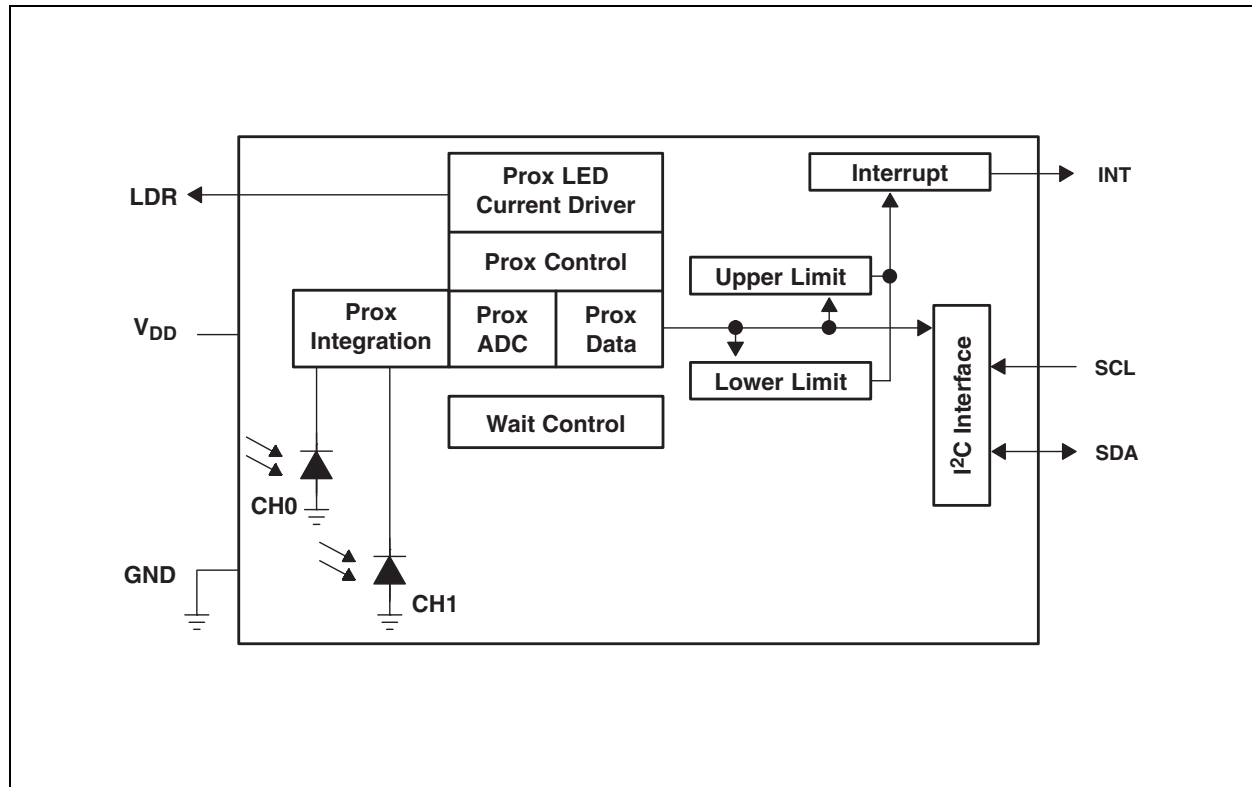 Prox LED
Current Driver
Interrupt
INT
LDR
Prox Control
Upper Limit
V_DD
Prox
Integration
Prox
ADC
Prox
Data
Lower Limit
I²C Interface
SCL
Wait Control
SDA
CH0
GND
CH1